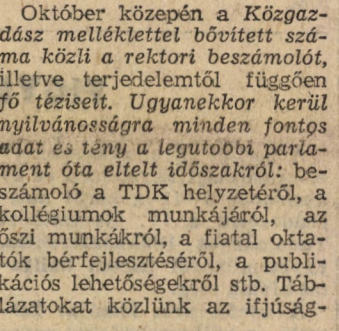 Október közepén a Közgaz-
dász melléklettel bővített szá-
ma közli a rektori beszámolót,
illetve terjedelemtől függően
fő téziseit. Ugyanekkor kerül
nyilvánosságra minden fontos
adat és tény a legutóbbi parla-
ment óta eltelt időszakról: be-
számoló a TDK helyzetéről, a
kollégiumok munkájáról, az
őszi munkákról, a fiatal okta-
tók bérfejlesztéséről, a publi-
kációs lehetőségekről stb. Táb-
lázatokat közlünk az ifjúság-